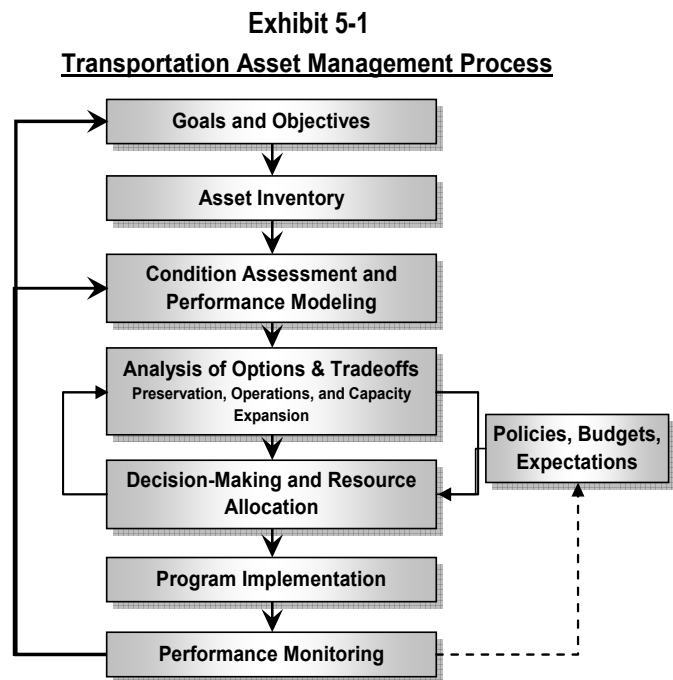 Exhibit 5-1
Transportation Asset Management Process
Goals and Objectives
Asset Inventory
Condition Assessment and
Performance Modeling
Analysis of Options & Tradeoffs
Preservation, Operations, and Capacity
Expansion
Policies, Budgets,
Expectations
Decision-Making and Resource
Allocation
Program Implementation
Performance Monitoring